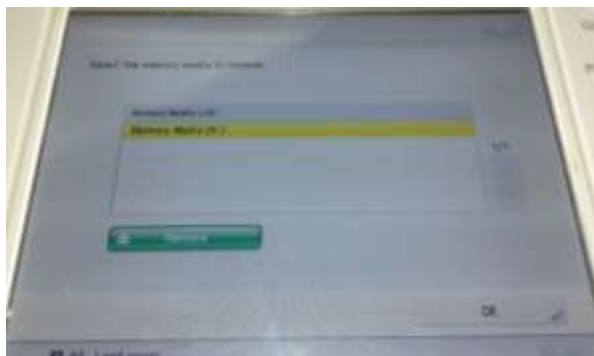 Select the memory media to remove.
Memory Media List
Memory Media (A:)
1/1
Remove
OK